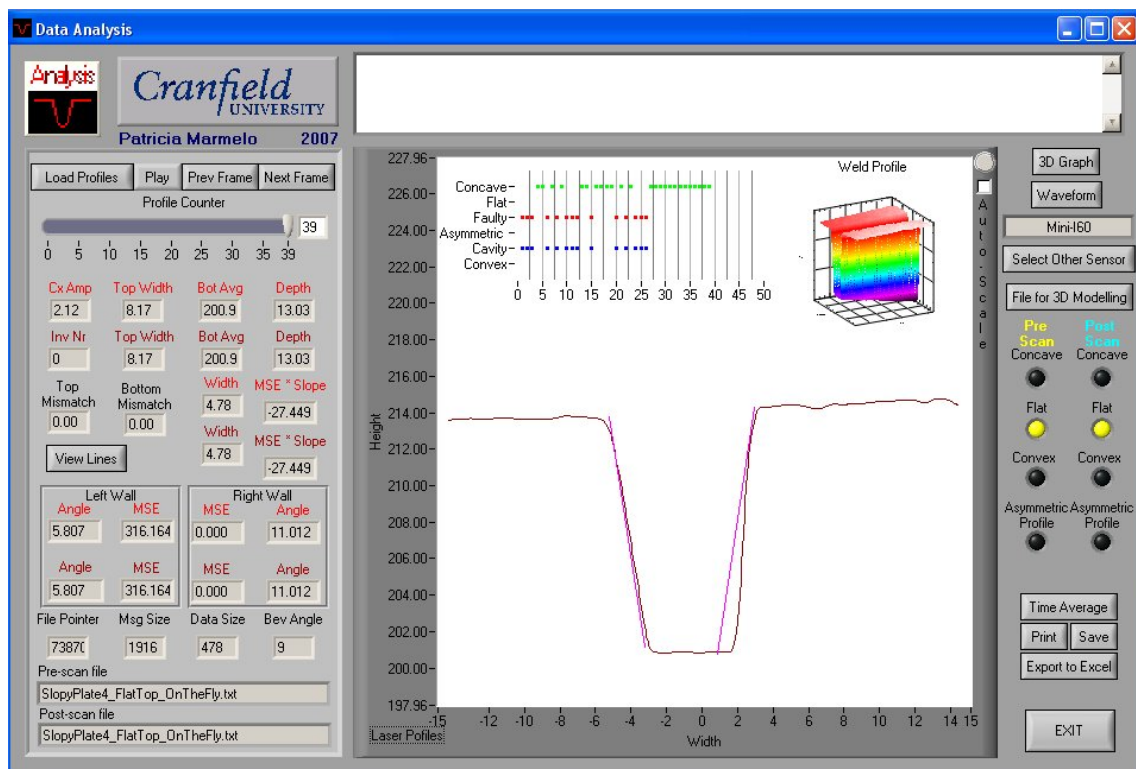 Data Analysis
Analysis
Cranfield
UNIVERSITY
Patricia Marmelo 2007
Load Profiles Play Prev Frame Next Frame
Profile Counter
39
0 5 10 15 20 25 30 35 39
Cx Amp Top Width Bot Avg Depth
2.12 8.17 200.9 13.03
Inv Nr Top Width Bot Avg Depth
0 8.17 200.9 13.03
Top Mismatch Bottom Mismatch Width MSE * Slope
0.00 0.00 4.78 -27.449
Width MSE * Slope
4.78 -27.449
View Lines
Left Wall Right Wall
Angle MSE MSE Angle
5.807 316.164 0.000 11.012
Angle MSE MSE Angle
5.807 316.164 0.000 11.012
File Pointer Msg Size Data Size Bev Angle
7387 1916 478 9
Pre-scan file
SlopyPlate4_FlatTop_OnTheFly.txt
Post-scan file
SlopyPlate4_FlatTop_OnTheFly.txt
227.96
226.00
224.00
222.00
220.00
218.00
216.00
214.00
212.00
210.00
208.00
206.00
204.00
202.00
200.00
197.96
Height
-15 -12 -10 -8 -6 -4 -2 0 2 4 6 8 10 12 14 15
Width
Laser Pofiles
Concave
Flat
Faulty
Asymmetric
Cavity
Convex
0 5 10 15 20 25 30 35 40 45 50
Weld Profile
Auto-Scale
3D Graph
Waveform
Mini-I60
Select Other Sensor
File for 3D Modelling
Pre Scan Post Scan
Concave Concave
Flat Flat
Convex Convex
Asymmetric Profile Asymmetric Profile
Time Average
Print Save
Export to Excel
EXIT